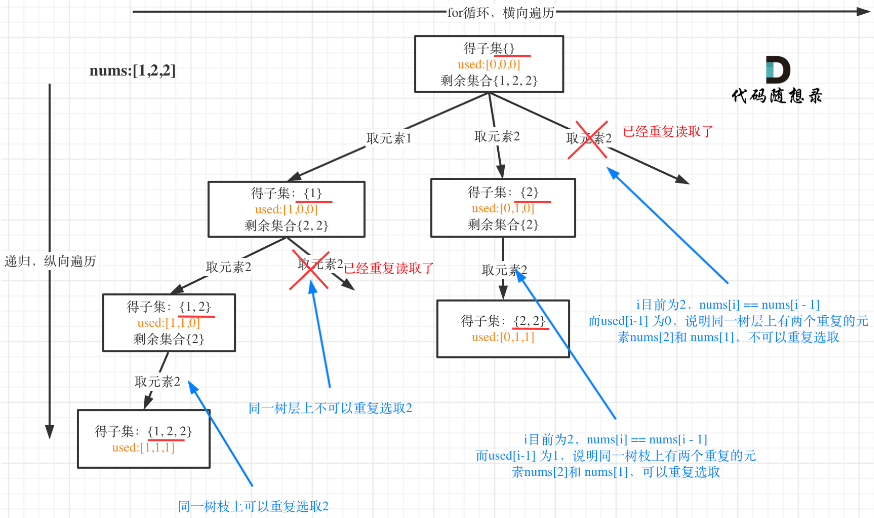 for循环，横向遍历
nums:[1,2,2]
得子集{}
used:[0,0,0]
剩余集合{1, 2, 2}
代码随想录
取元素1
取元素2
取元素2
已经重复读取了
得子集：{1}
used:[1,0,0]
剩余集合{2, 2}
得子集：{2}
used:[0,1,0]
剩余集合{2}
递归，纵向遍历
取元素2
取元素2
已经重复读取了
取元素2
得子集：{1, 2}
used:[1,1,0]
剩余集合{2}
得子集：{2, 2}
used:[0,1,1]
i目前为2，nums[i] == nums[i - 1]
而used[i-1] 为0，说明同一树层上有两个重复的元
素nums[2]和 nums[1]，不可以重复选取
取元素2
同一树层上不可以重复选取2
得子集：{1, 2, 2}
used:[1,1,1]
i目前为2，nums[i] == nums[i - 1]
而used[i-1] 为1，说明同一树枝上有两个重复的元
素nums[2]和 nums[1]，可以重复选取
同一树枝上可以重复选取2